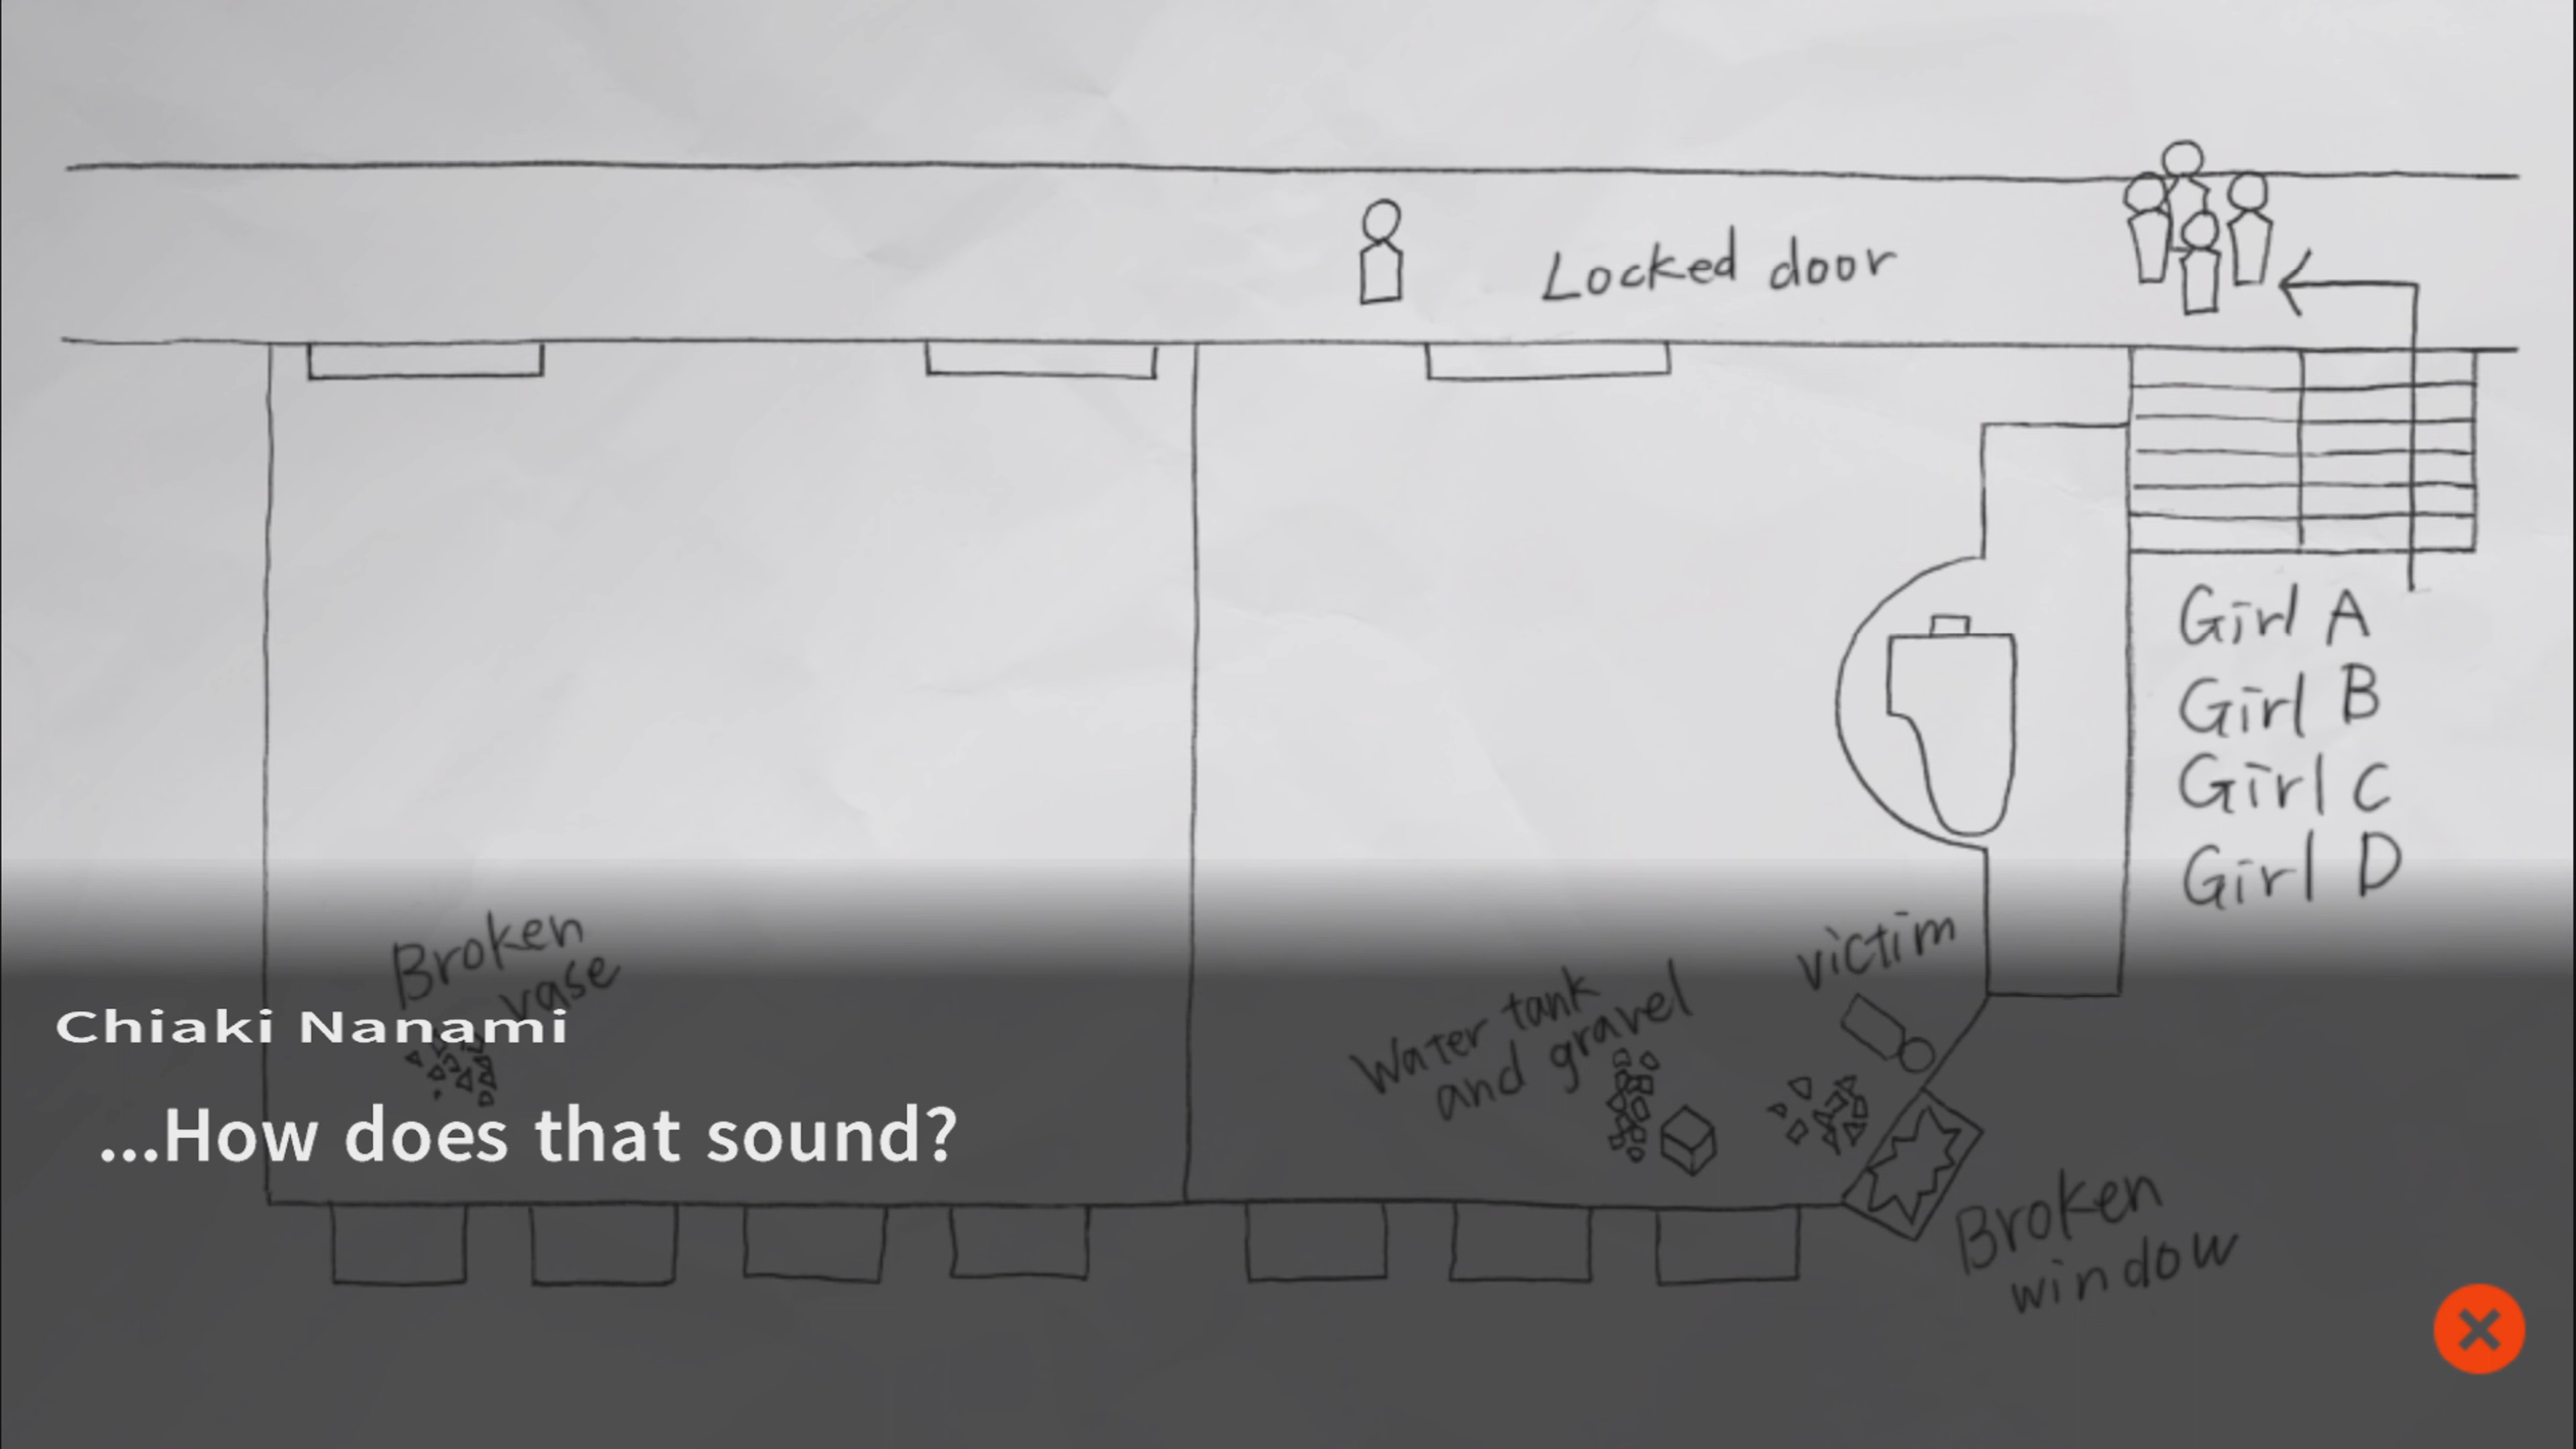 Locked door
Girl A
Girl B
Girl C
Girl D
Broken
vase
Water tank
and gravel
victim
Broken
window
Chiaki Nanami
...How does that sound?